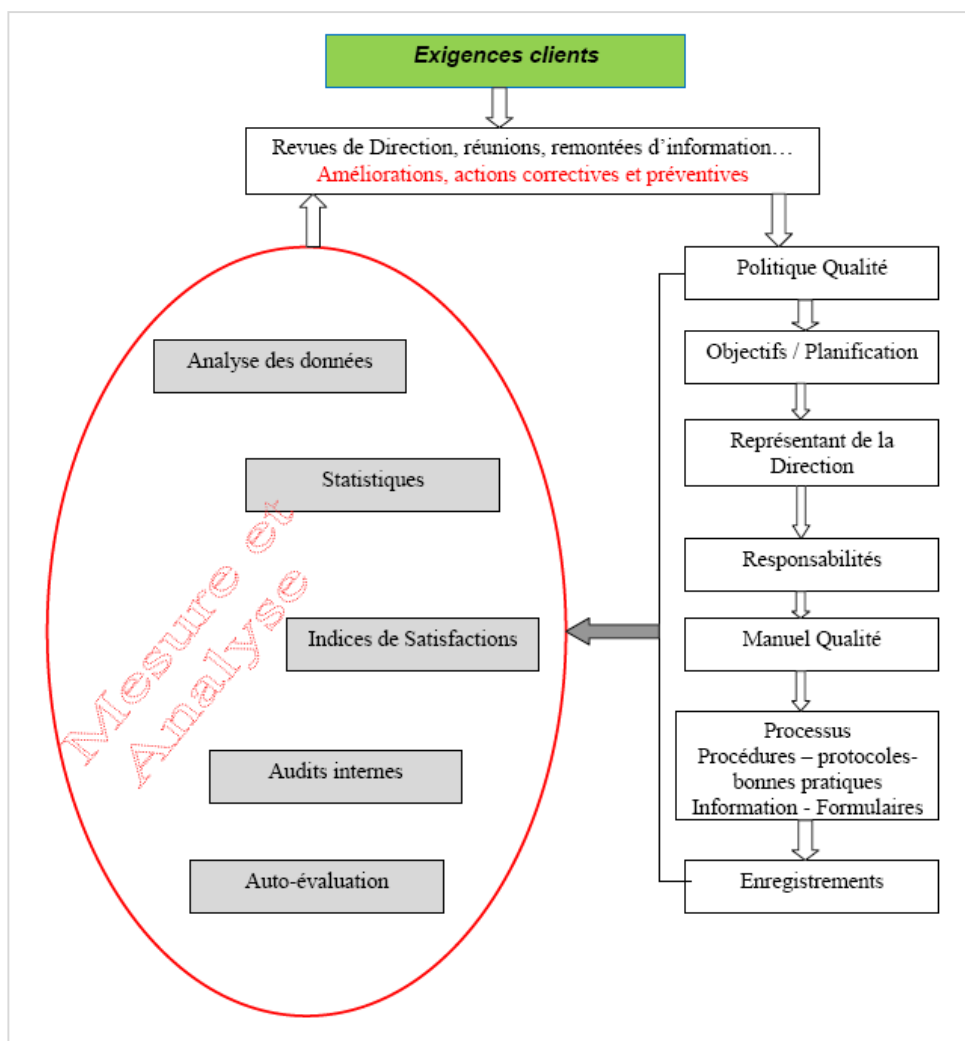 Exigences clients
Revues de Direction, réunions, remontées d’information…
Améliorations, actions correctives et préventives
Politique Qualité
Objectifs / Planification
Représentant de la
Direction
Responsabilités
Manuel Qualité
Processus
Procédures – protocoles-
bonnes pratiques
Information - Formulaires
Enregistrements
Analyse des données
Statistiques
Indices de Satisfactions
Audits internes
Auto-évaluation
Mesure et
Analyse